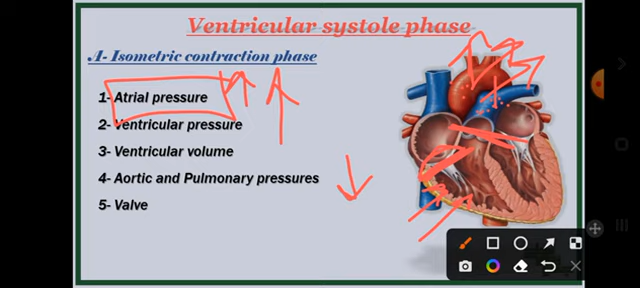 Ventricular systole phase
A- Isometric contraction phase
1- Atrial pressure
2- Ventricular pressure
3- Ventricular volume
4- Aortic and Pulmonary pressures
5- Valve